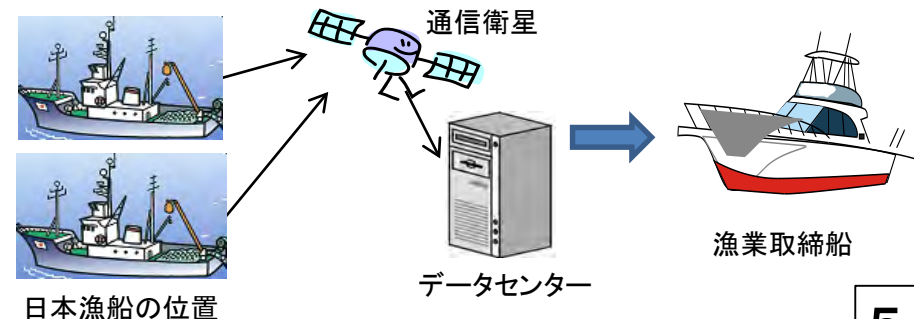 通信衛星
漁業取締船
データセンター
日本漁船の位置
5